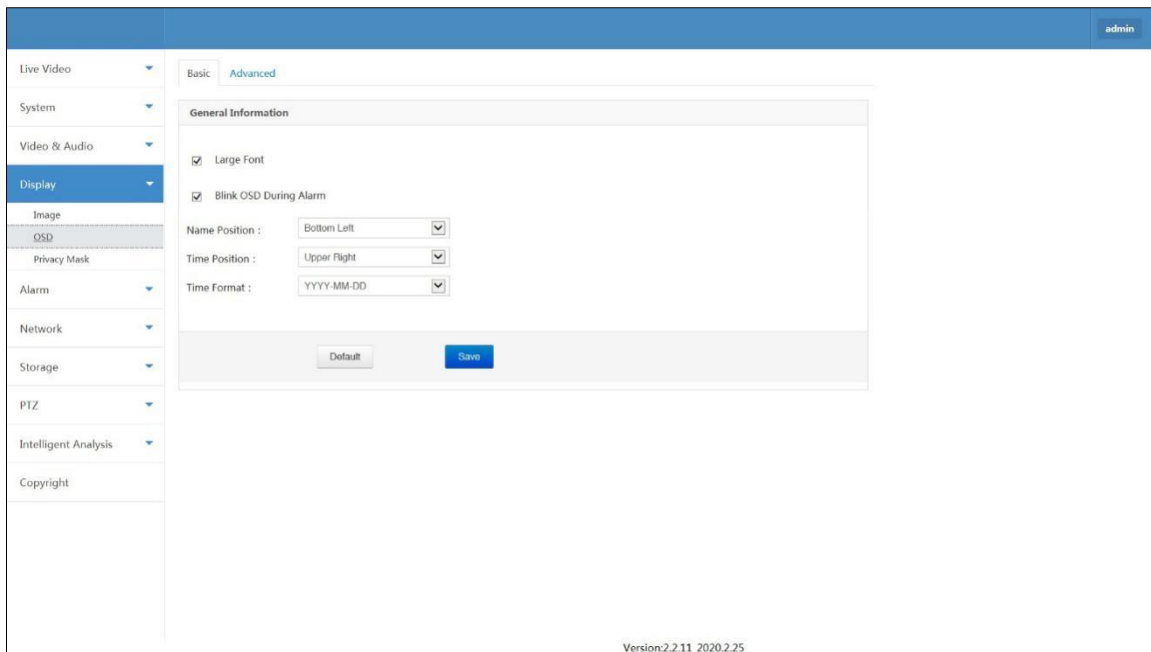 admin
Live Video
System
Video & Audio
Display
Image
OSD
Privacy Mask
Alarm
Network
Storage
PTZ
Intelligent Analysis
Copyright
Basic Advanced
General Information
Large Font
Blink OSD During Alarm
Name Position : Bottom Left
Time Position : Upper Right
Time Format : YYYY-MM-DD
Default Save
Version:2.2.11 2020.2.25